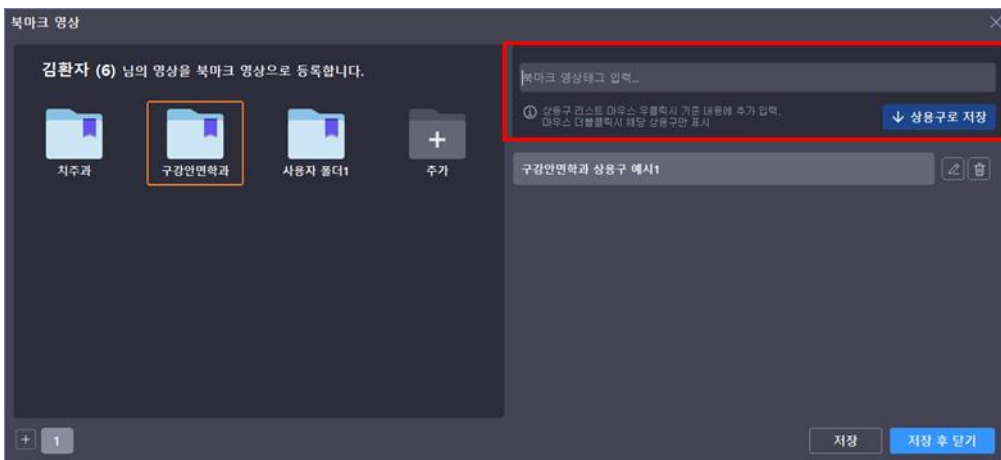 북마크 영상
김환자 (6) 님의 영상을 북마크 영상으로 등록합니다.
치주과
구강안면학과
사용자 폴더1
추가
북마크 영상태그 입력...
상용구 리스트 마우스 우클릭시 기존 내용에 추가 입력.
마우스 더블클릭시 해당 상용구만 표시
상용구로 저장
구강안면학과 상용구 예시1
1
저장
저장 후 닫기